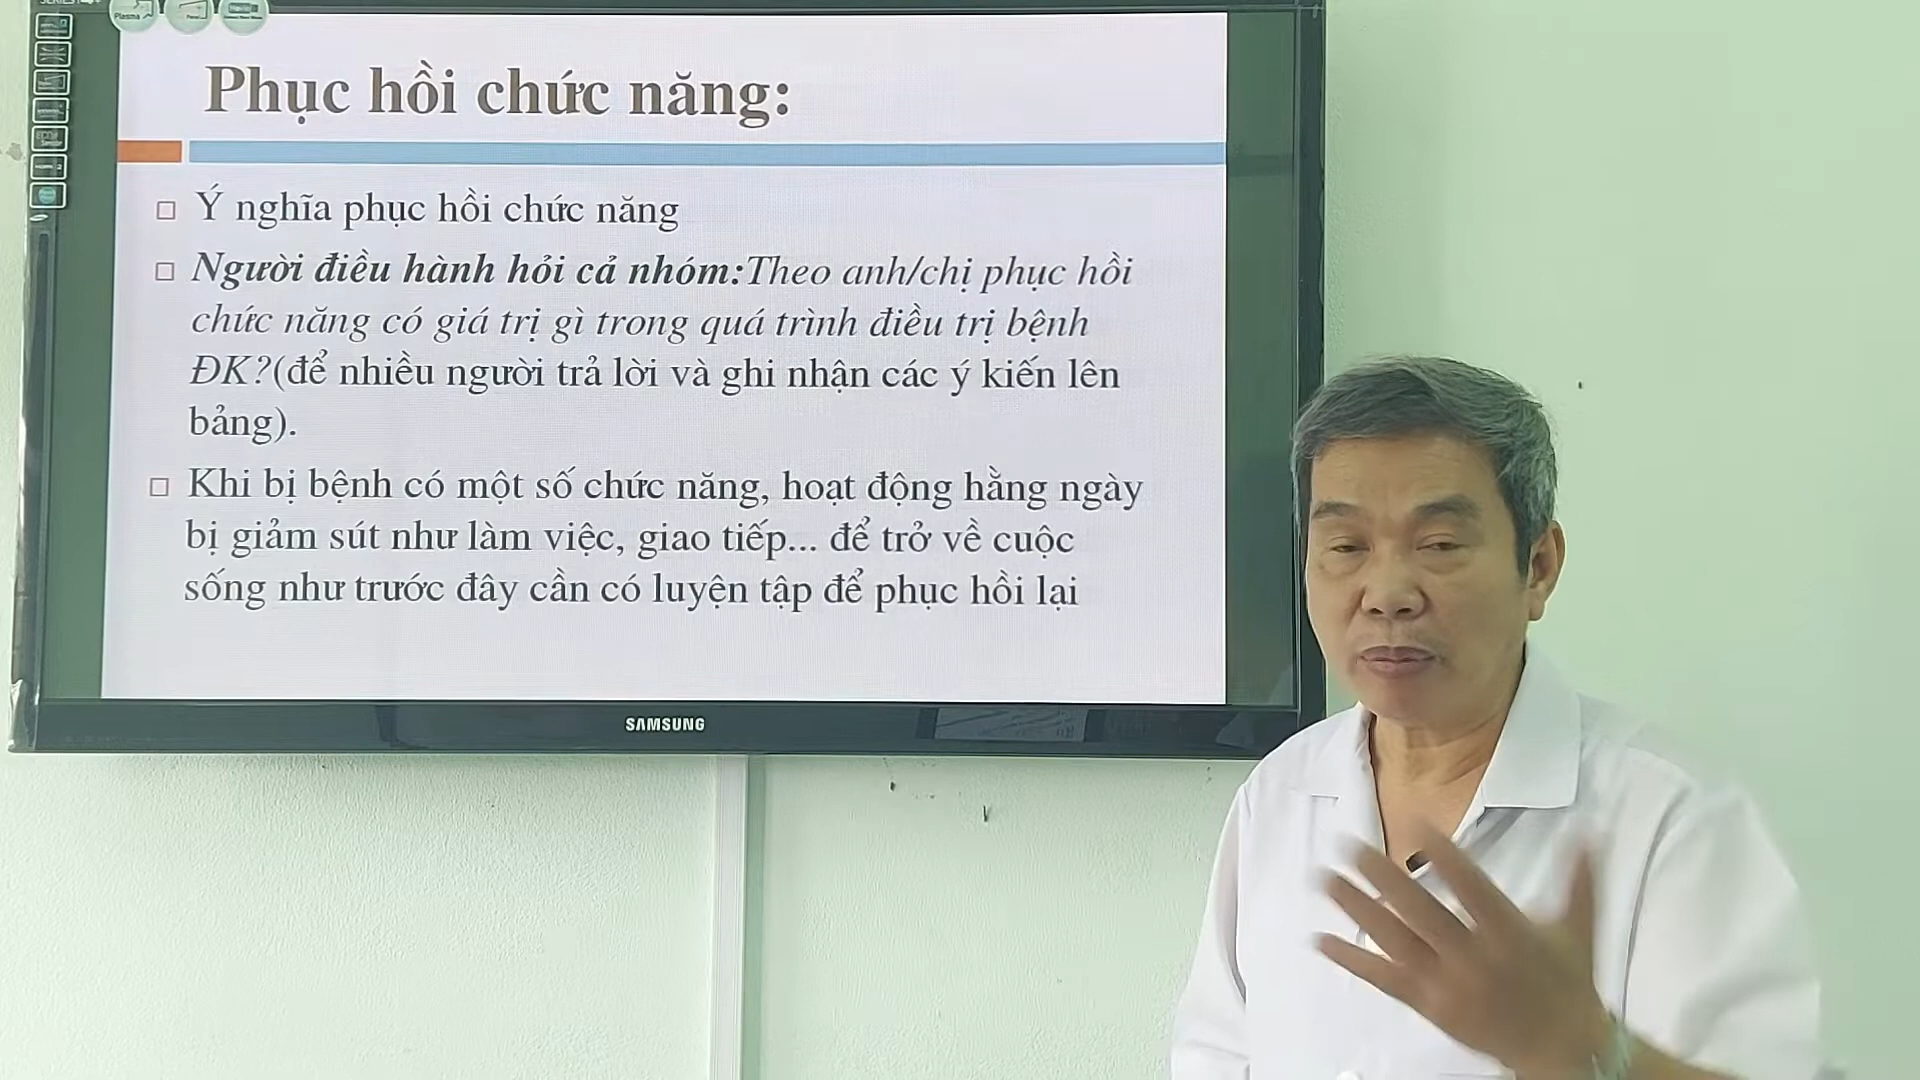 Plasma
Phục hồi chức năng:
Ý nghĩa phục hồi chức năng
Người điều hành hỏi cả nhóm:Theo anh/chị phục hồi
chức năng có giá trị gì trong quá trình điều trị bệnh
ĐK?(để nhiều người trả lời và ghi nhận các ý kiến lên
bảng).
Khi bị bệnh có một số chức năng, hoạt động hằng ngày
bị giảm sút như làm việc, giao tiếp... để trở về cuộc
sống như trước đây cần có luyện tập để phục hồi lại
SAMSUNG